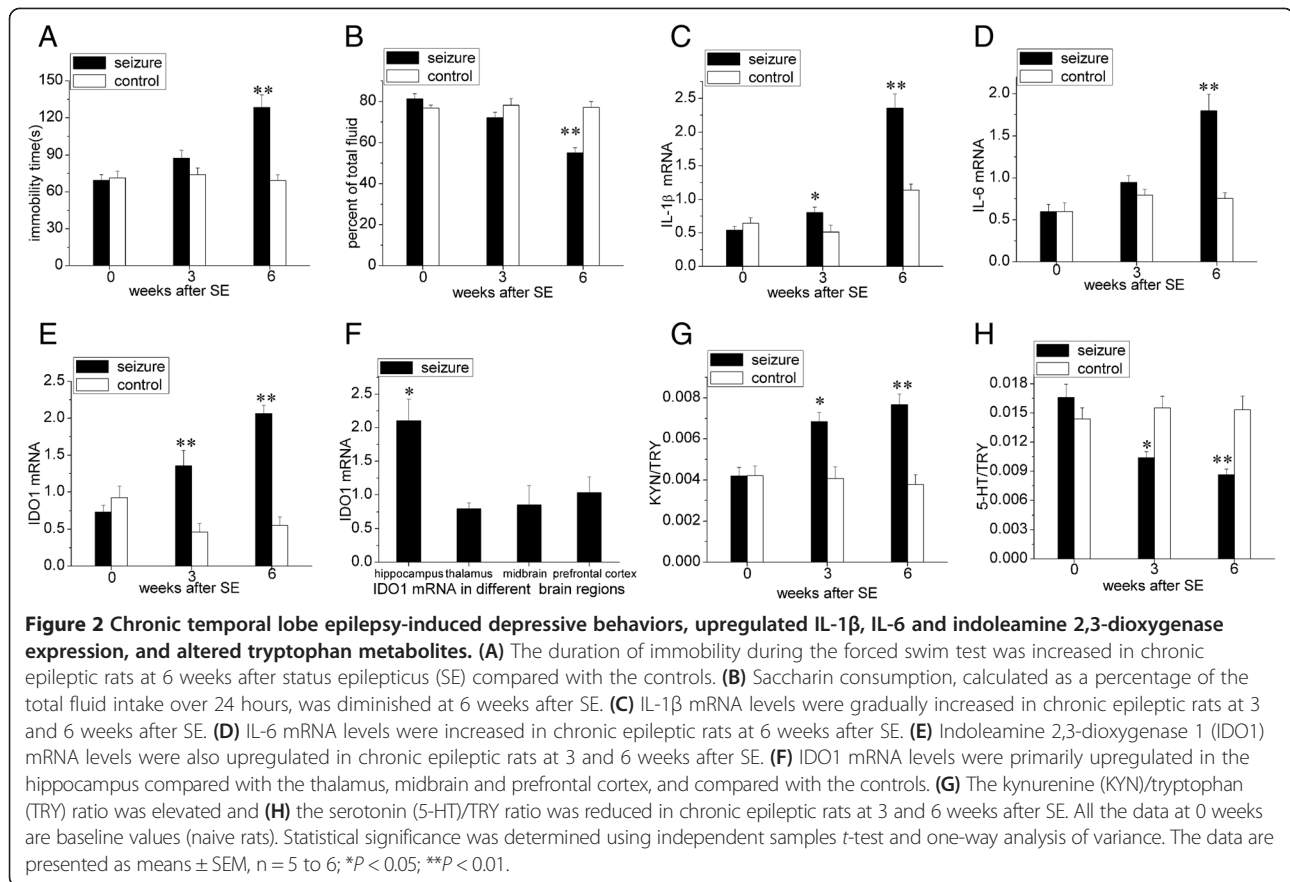 A
seizure
control
immobility time(s)
150
120
90
60
30
0
0 3 6
weeks after SE
**
B
seizure
control
percent of total fluid
80
60
40
20
0
0 3 6
weeks after SE
**
C
seizure
control
IL-1β mRNA
2.5
2.0
1.5
1.0
0.5
0.0
0 3 6
weeks after SE
*
**
D
seizure
control
IL-6 mRNA
2.0
1.5
1.0
0.5
0.0
0 3 6
weeks after SE
**
E
seizure
control
IDO1 mRNA
2.5
2.0
1.5
1.0
0.5
0.0
0 3 6
weeks after SE
**
**
F
seizure
IDO1 mRNA
2.5
2.0
1.5
1.0
0.5
0.0
hippocampus thalamus midbrain prefrontal cortex
IDO1 mRNA in different brain regions
*
G
seizure
control
KYN/TRY
0.008
0.006
0.004
0.002
0.000
0 3 6
weeks after SE
*
**
H
seizure
control
5-HT/TRY
0.018
0.015
0.012
0.009
0.006
0.003
0.000
0 3 6
weeks after SE
*
**
Figure 2 Chronic temporal lobe epilepsy-induced depressive behaviors, upregulated IL-1β, IL-6 and indoleamine 2,3-dioxygenase
expression, and altered tryptophan metabolites. (A) The duration of immobility during the forced swim test was increased in chronic
epileptic rats at 6 weeks after status epilepticus (SE) compared with the controls. (B) Saccharin consumption, calculated as a percentage of the
total fluid intake over 24 hours, was diminished at 6 weeks after SE. (C) IL-1β mRNA levels were gradually increased in chronic epileptic rats at 3
and 6 weeks after SE. (D) IL-6 mRNA levels were increased in chronic epileptic rats at 6 weeks after SE. (E) Indoleamine 2,3-dioxygenase 1 (IDO1)
mRNA levels were also upregulated in chronic epileptic rats at 3 and 6 weeks after SE. (F) IDO1 mRNA levels were primarily upregulated in the
hippocampus compared with the thalamus, midbrain and prefrontal cortex, and compared with the controls. (G) The kynurenine (KYN)/tryptophan
(TRY) ratio was elevated and (H) the serotonin (5-HT)/TRY ratio was reduced in chronic epileptic rats at 3 and 6 weeks after SE. All the data at 0 weeks
are baseline values (naive rats). Statistical significance was determined using independent samples t-test and one-way analysis of variance. The data are
presented as means ± SEM, n = 5 to 6; *P < 0.05; **P < 0.01.